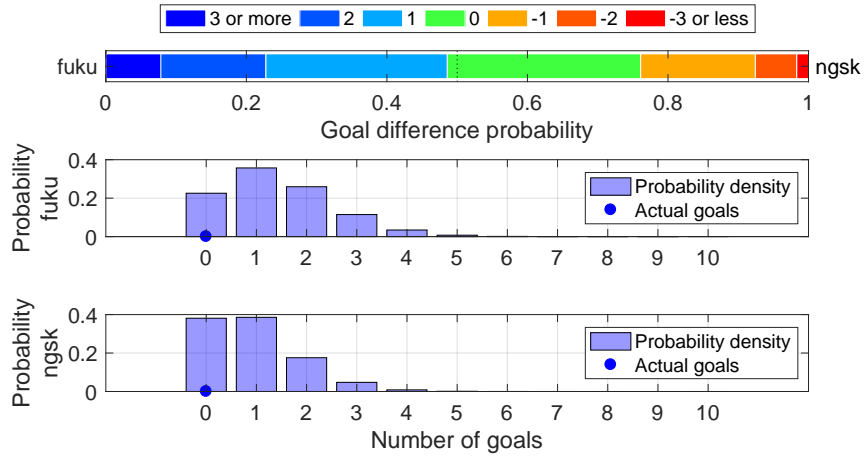 3 or more 2 1 0 -1 -2 -3 or less
fuku ngsk
0 0.2 0.4 0.6 0.8 1
Goal difference probability
Probability
fuku
0.4
0.2
0
Probability density
Actual goals
0 1 2 3 4 5 6 7 8 9 10
Probability
ngsk
0.4
0.2
0
Probability density
Actual goals
0 1 2 3 4 5 6 7 8 9 10
Number of goals